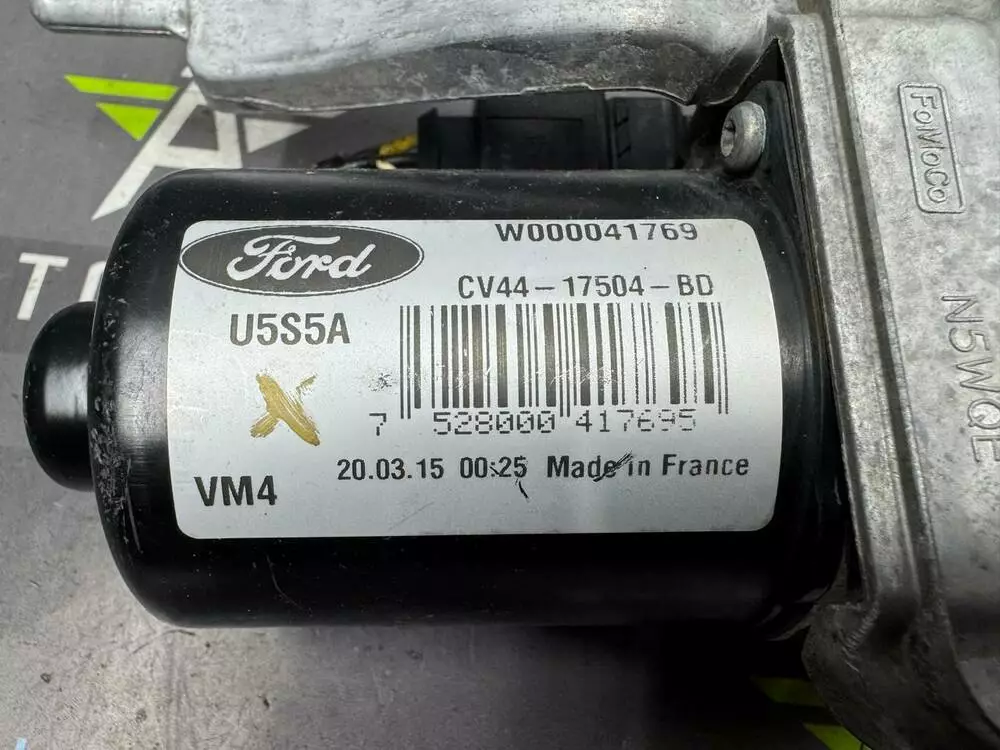 Ford
W000041769
CV44-17504-BD
U5S5A
7 528000 417695
20.03.15 00:25 Made in France
VM4
FoMoCo
N5WQE